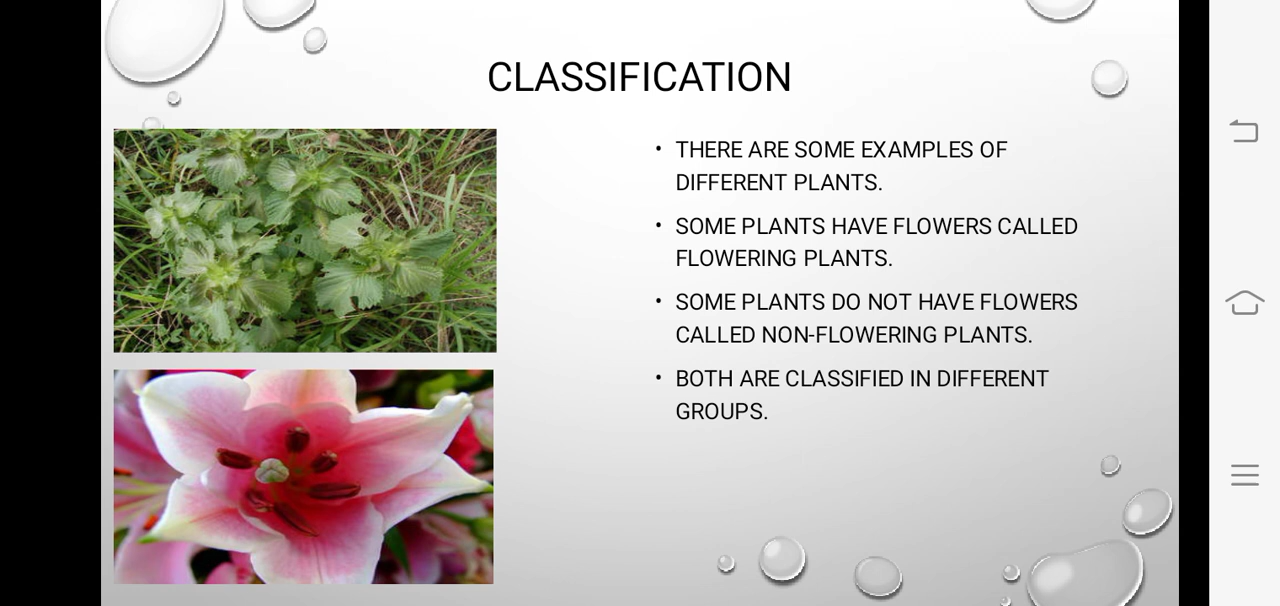 CLASSIFICATION
• THERE ARE SOME EXAMPLES OF
DIFFERENT PLANTS.
• SOME PLANTS HAVE FLOWERS CALLED
FLOWERING PLANTS.
• SOME PLANTS DO NOT HAVE FLOWERS
CALLED NON-FLOWERING PLANTS.
• BOTH ARE CLASSIFIED IN DIFFERENT
GROUPS.